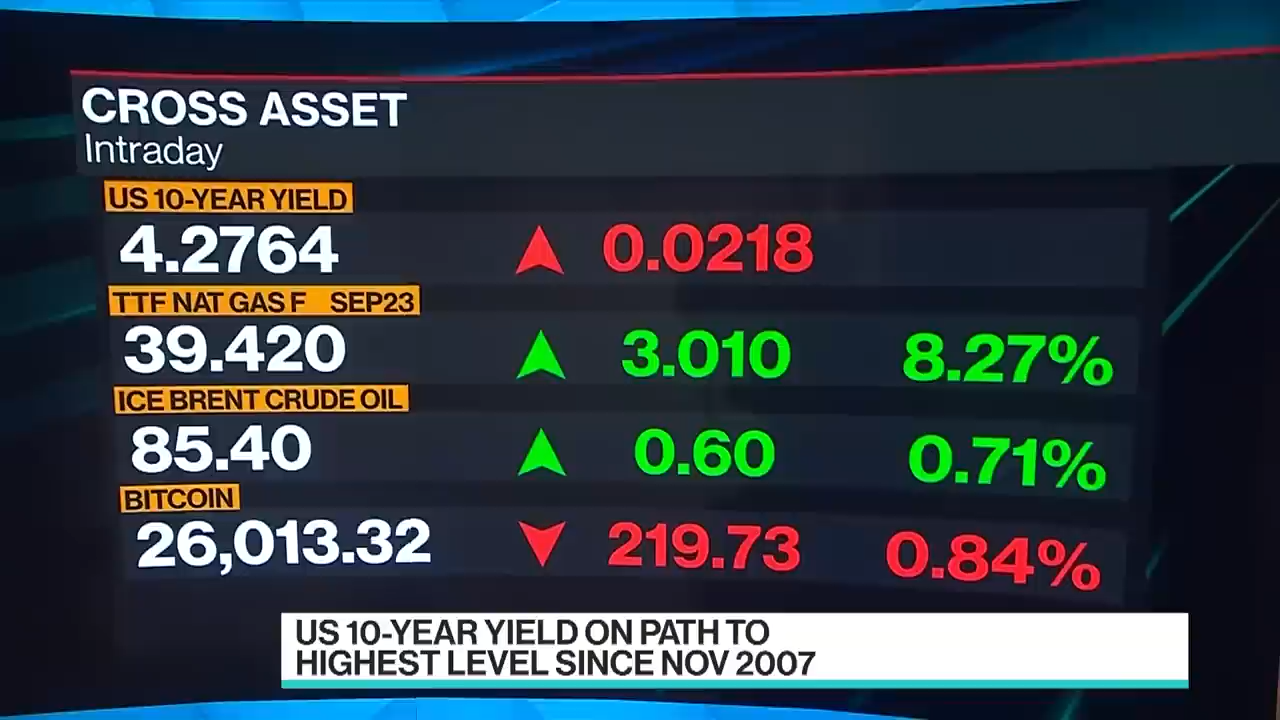 CROSS ASSET
Intraday
US 10-YEAR YIELD
4.2764 ▲ 0.0218
TTF NAT GAS F SEP23
39.420 ▲ 3.010 8.27%
ICE BRENT CRUDE OIL
85.40 ▲ 0.60 0.71%
BITCOIN
26,013.32 ▼ 219.73 0.84%
US 10-YEAR YIELD ON PATH TO
HIGHEST LEVEL SINCE NOV 2007